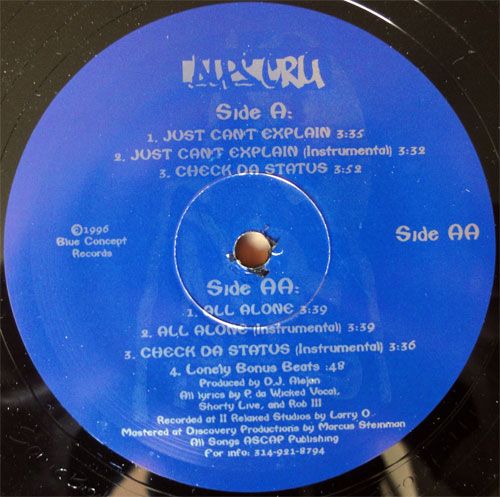 CRU
Side A:
1. JUST CAN'T EXPLAIN 3:35
2. JUST CAN'T EXPLAIN (Instrumental) 3:32
3. CHECK DA STATUS 3:52
©1996
Blue Concept
Records
Side AA
Side AA:
1. ALL ALONE 3:39
2. ALL ALONE (Instrumental) 3:39
3. CHECK DA STATUS (Instrumental) 3:36
4. Lonely Bonus Beats :48
Produced by D.J. Alejan
All lyrics by P. da Wicked Vocal,
Shorty Live, and Rob III
Recorded at II Relaxed Studios by Larry O
Mastered at Discovery Productions by Marcus Steinman
All Songs ASCAP Publishing
For info: 314-921-8794